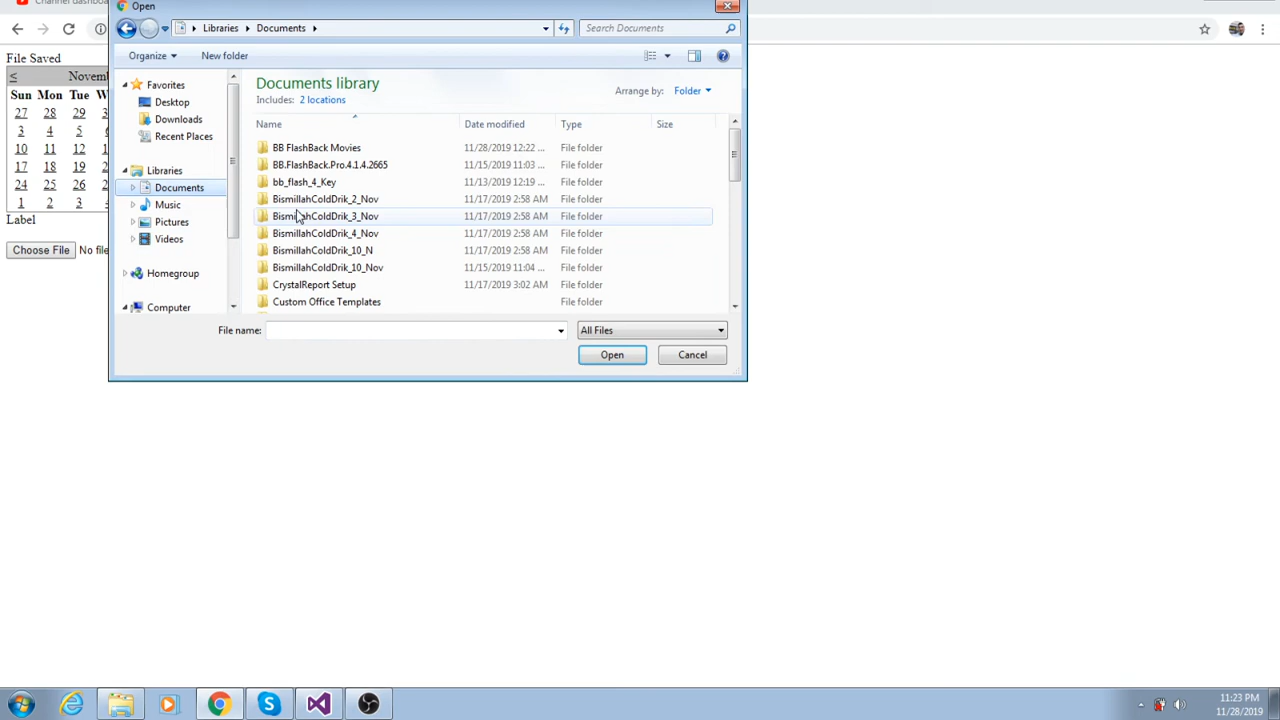 Channel dashboard
Open
Libraries
Documents
Search Documents
Organize
New folder
File Saved
<
Novemb
Sun Mon Tue W
27 28 29 3
3 4 5
10 11 12
17 18 19
24 25 26
1 2 3
Label
Choose File No file
Favorites
Desktop
Downloads
Recent Places
Libraries
Documents
Music
Pictures
Videos
Homegroup
Computer
Documents library
Includes: 2 locations
Arrange by: Folder
Name Date modified Type Size
BB FlashBack Movies 11/28/2019 12:22 ... File folder
BB.FlashBack.Pro.4.1.4.2665 11/15/2019 11:03 ... File folder
bb_flash_4_Key 11/13/2019 12:19 ... File folder
BismillahColdDrik_2_Nov 11/17/2019 2:58 AM File folder
BismillahColdDrik_3_Nov 11/17/2019 2:58 AM File folder
BismillahColdDrik_4_Nov 11/17/2019 2:58 AM File folder
BismillahColdDrik_10_N 11/17/2019 2:58 AM File folder
BismillahColdDrik_10_Nov 11/15/2019 11:04 ... File folder
CrystalReport Setup 11/17/2019 3:02 AM File folder
Custom Office Templates File folder
File name:
All Files
Open
Cancel
11:23 PM
11/28/2019